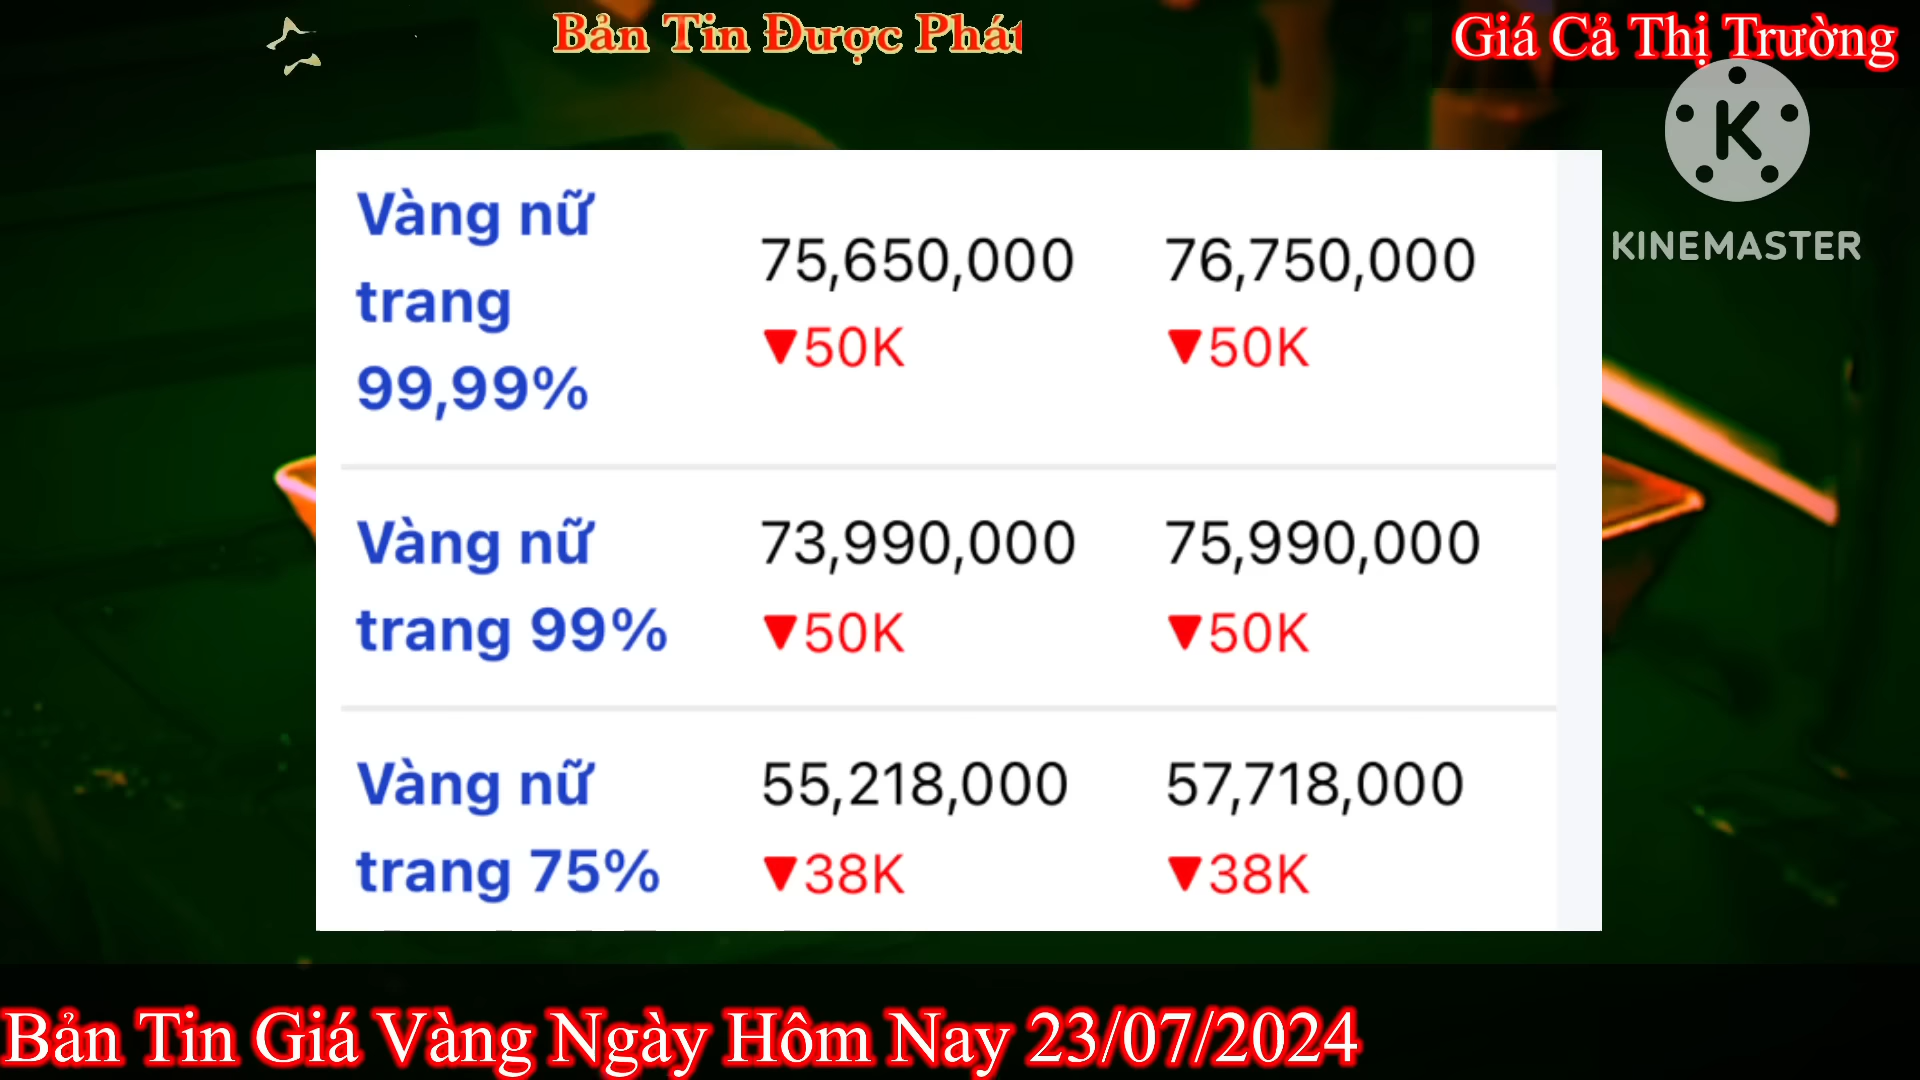 Bản Tin Được Phát
Giá Cả Thị Trường
KINEMASTER
Vàng nữ
trang
99,99%
75,650,000
76,750,000
▼50K
▼50K
Vàng nữ
trang 99%
73,990,000
75,990,000
▼50K
▼50K
Vàng nữ
trang 75%
55,218,000
57,718,000
▼38K
▼38K
Bản Tin Giá Vàng Ngày Hôm Nay 23/07/2024